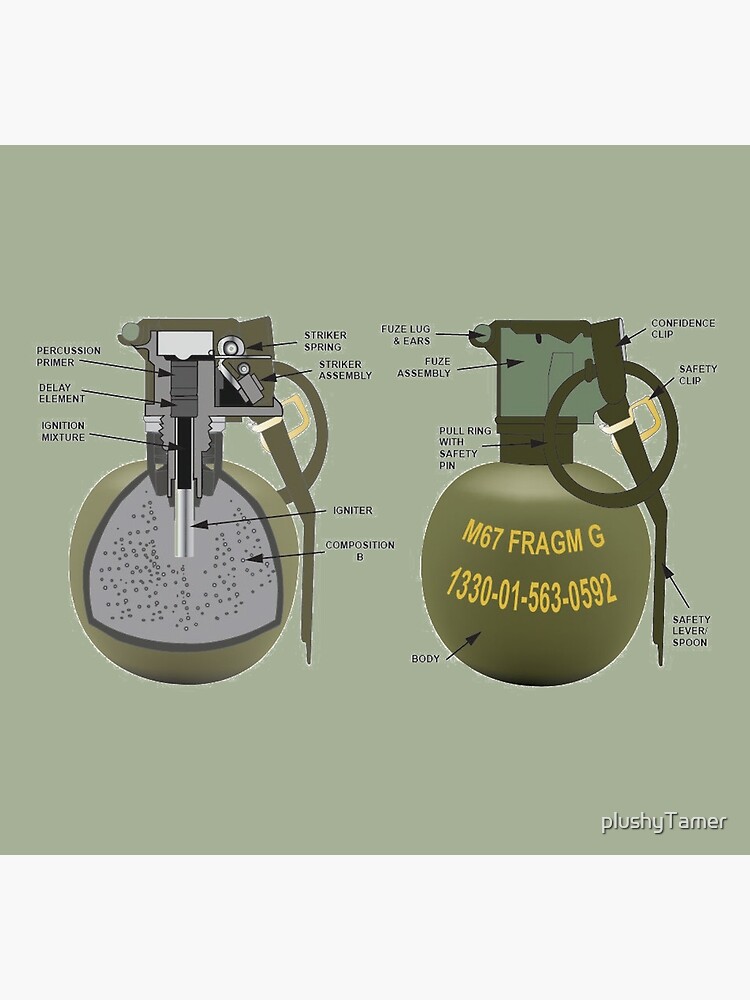 PERCUSSION
PRIMER
DELAY
ELEMENT
IGNITION
MIXTURE
STRIKER
SPRING
STRIKER
ASSEMBLY
IGNITER
COMPOSITION
B
FUZE LUG
& EARS
FUZE
ASSEMBLY
PULL RING
WITH
SAFETY
PIN
CONFIDENCE
CLIP
SAFETY
CLIP
M67 FRAGM G
1330-01-563-0592
BODY
SAFETY
LEVER/
SPOON
plushyTamer